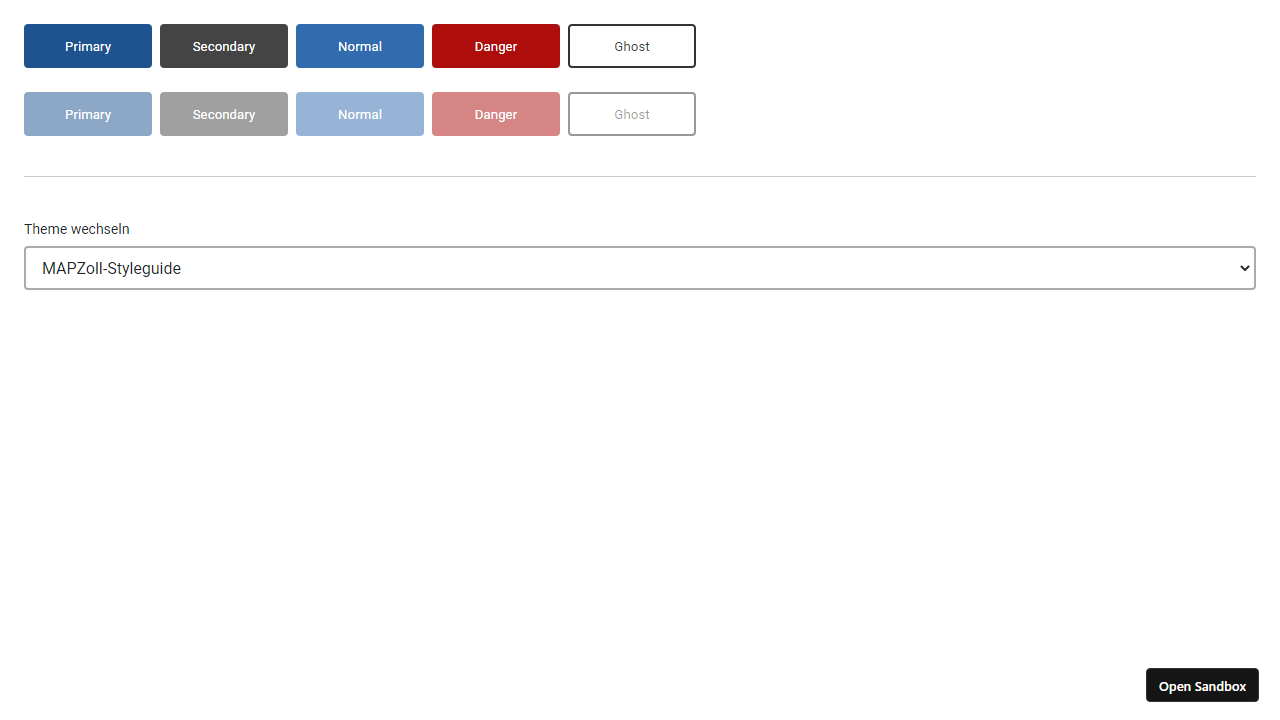 Primary Secondary Normal Danger Ghost
Primary Secondary Normal Danger Ghost
Theme wechseln
MAPZoll-Styleguide
Open Sandbox